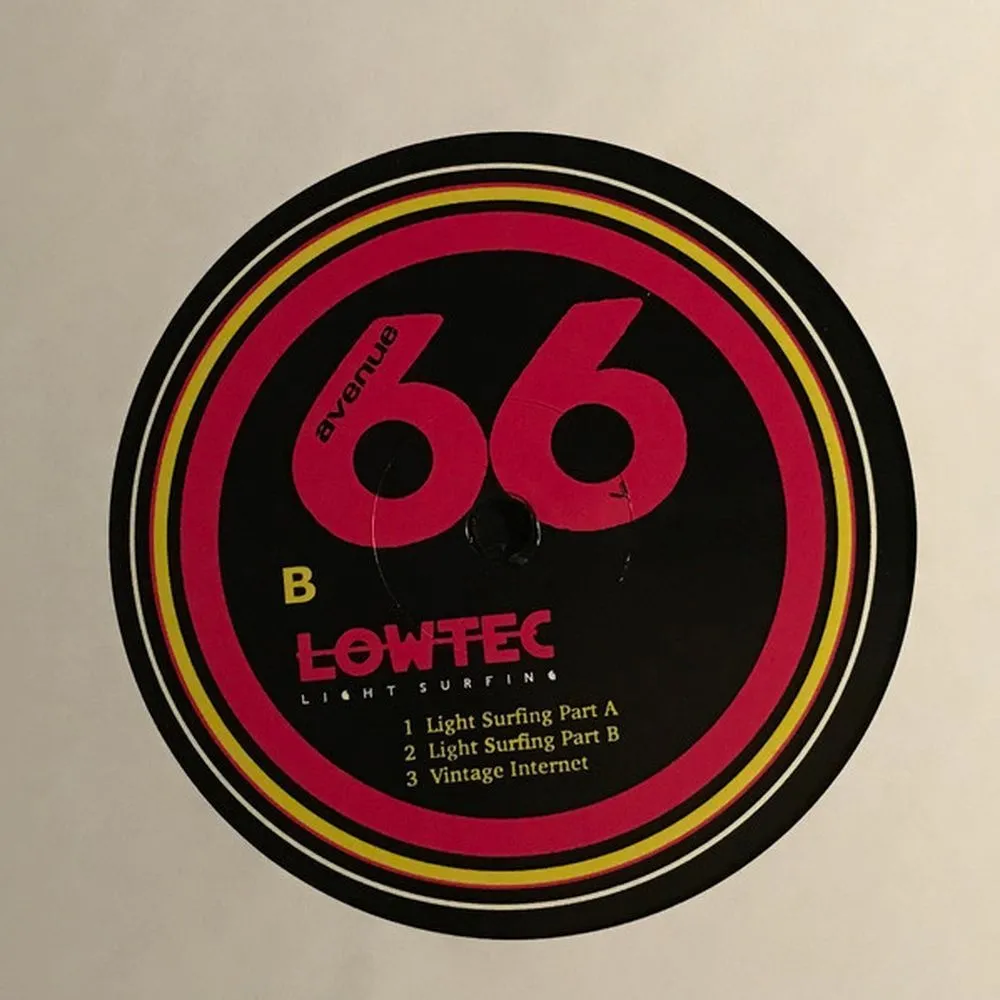 avenue
66
B
LOWTEC
LIGHT SURFING
1 Light Surfing Part A
2 Light Surfing Part B
3 Vintage Internet